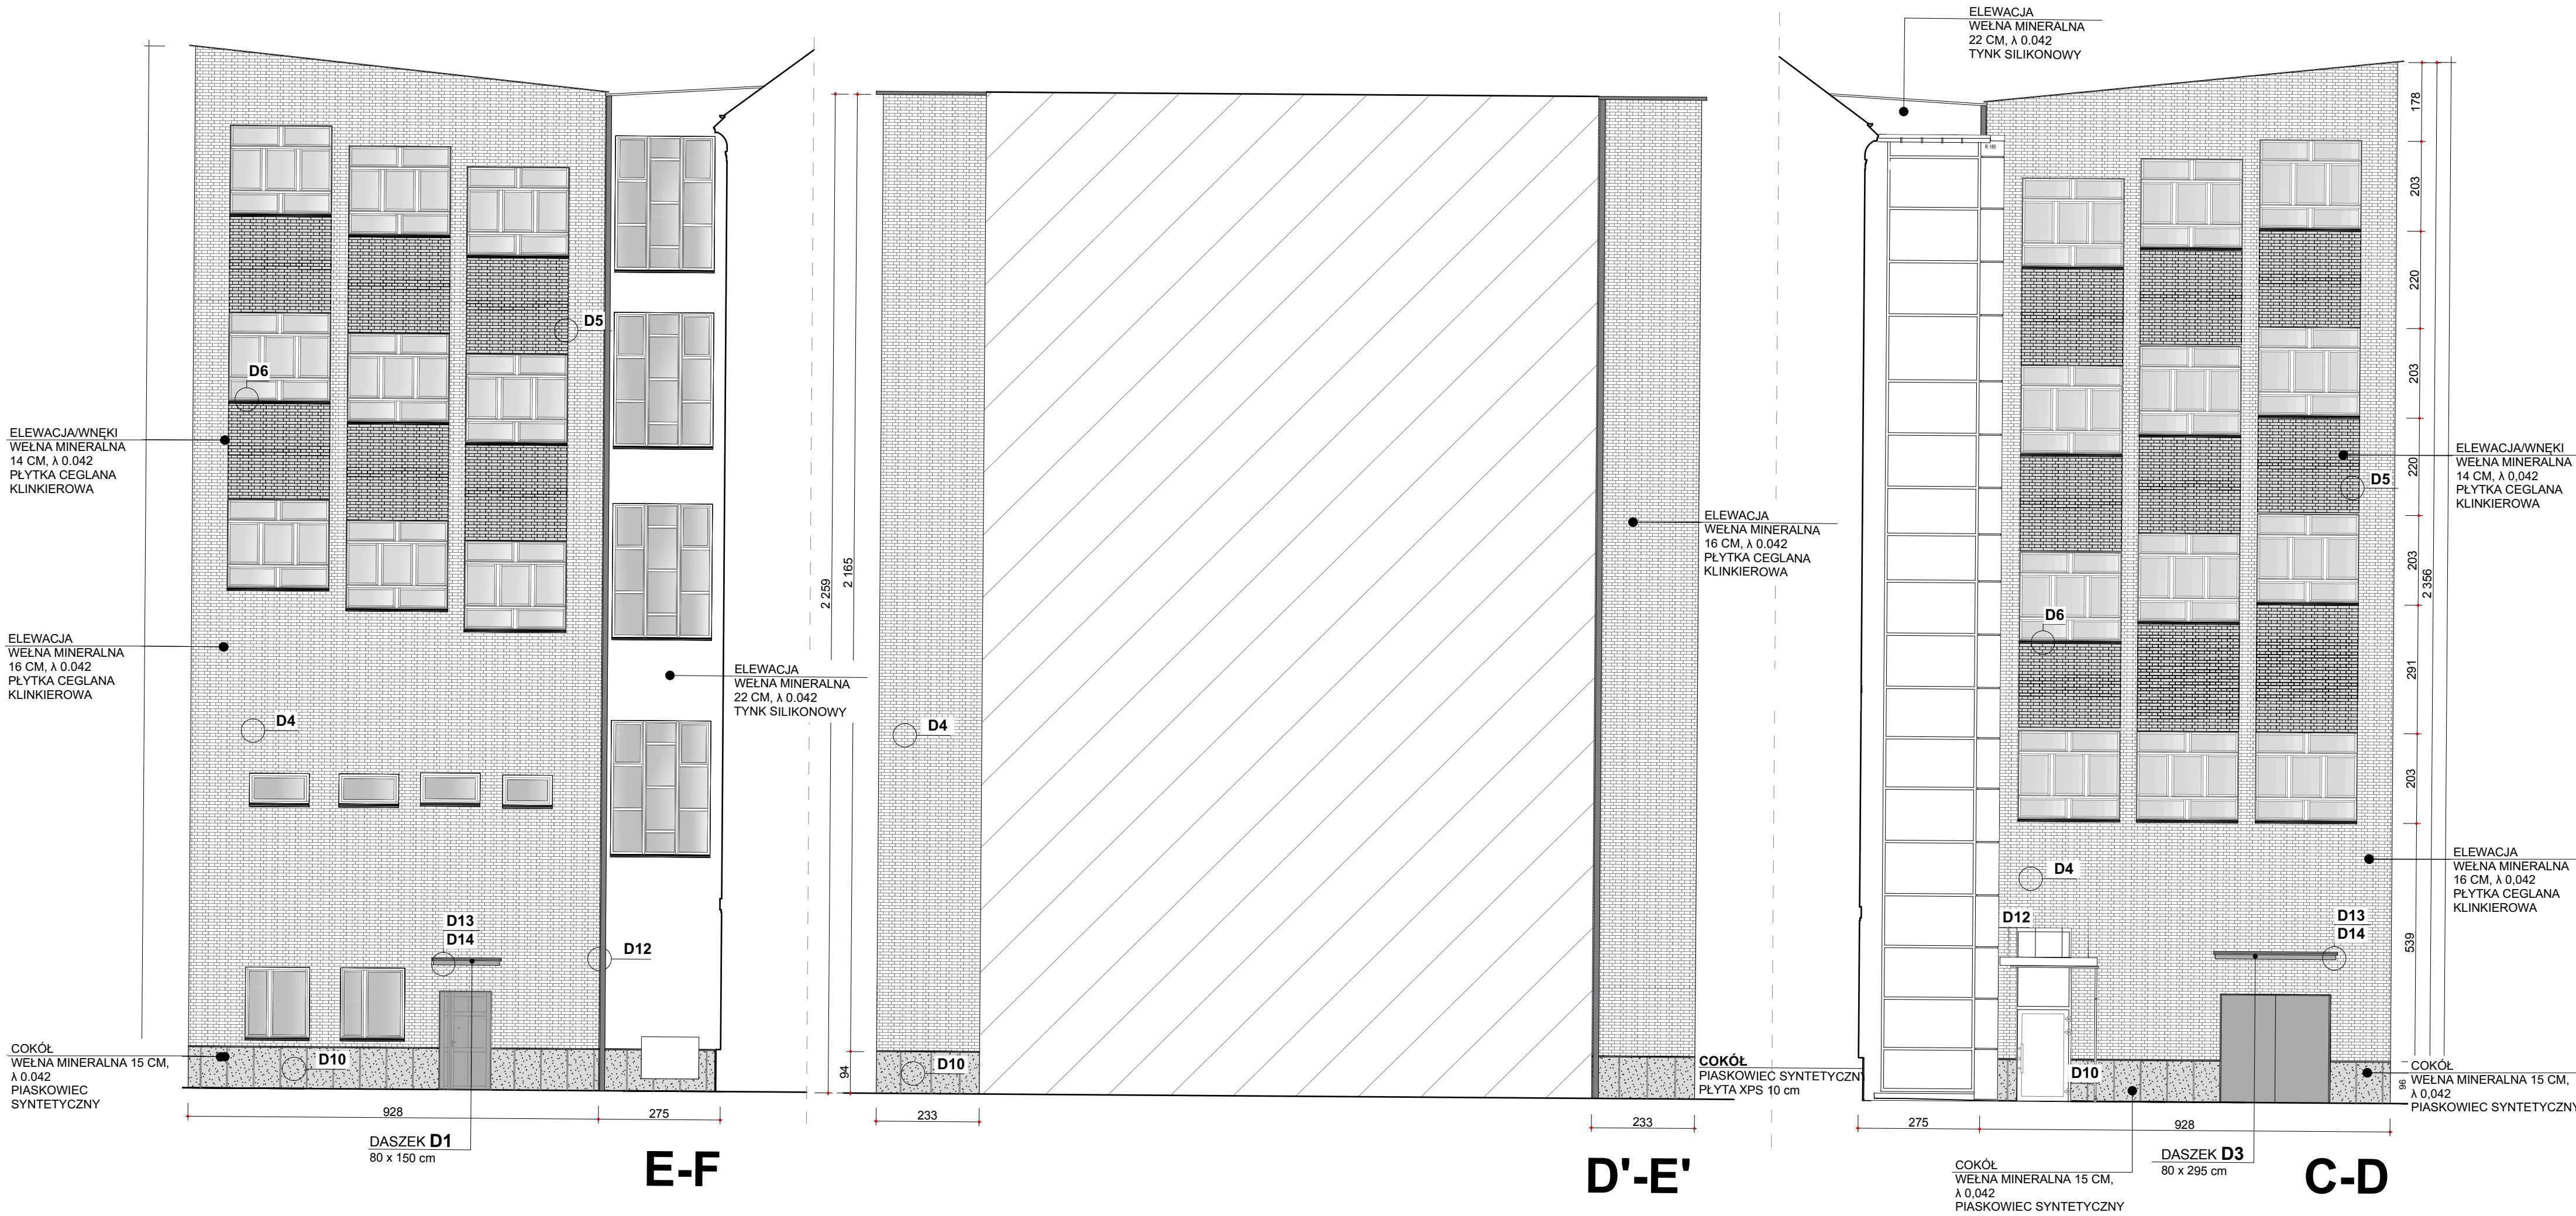 ELEWACJA/WNĘKI
WEŁNA MINERALNA
14 CM, λ 0.042
PŁYTKA CEGLANA
KLINKIEROWA
ELEWACJA
WEŁNA MINERALNA
16 CM, λ 0.042
PŁYTKA CEGLANA
KLINKIEROWA
COKÓŁ
WEŁNA MINERALNA 15 CM,
λ 0.042
PIASKOWIEC
SYNTETYCZNY
D6
D5
D4
D13
D14
D12
D10
928
275
DASZEK D1
80 x 150 cm
E-F
ELEWACJA
WEŁNA MINERALNA
22 CM, λ 0.042
TYNK SILIKONOWY
2 259
2 165
94
D4
D10
233
233
ELEWACJA
WEŁNA MINERALNA
16 CM, λ 0.042
PŁYTKA CEGLANA
KLINKIEROWA
COKÓŁ
PIASKOWIEC SYNTETYCZNY
PŁYTA XPS 10 cm
D'-E'
ELEWACJA
WEŁNA MINERALNA
22 CM, λ 0.042
TYNK SILIKONOWY
R 180
178
203
220
203
220
203
2 356
291
203
539
96
ELEWACJA/WNĘKI
WEŁNA MINERALNA
14 CM, λ 0,042
PŁYTKA CEGLANA
KLINKIEROWA
D5
D6
D4
D12
D13
D14
D10
ELEWACJA
WEŁNA MINERALNA
16 CM, λ 0,042
PŁYTKA CEGLANA
KLINKIEROWA
COKÓŁ
WEŁNA MINERALNA 15 CM,
λ 0,042
PIASKOWIEC SYNTETYCZNY
275
928
COKÓŁ
WEŁNA MINERALNA 15 CM,
λ 0,042
PIASKOWIEC SYNTETYCZNY
DASZEK D3
80 x 295 cm
C-D